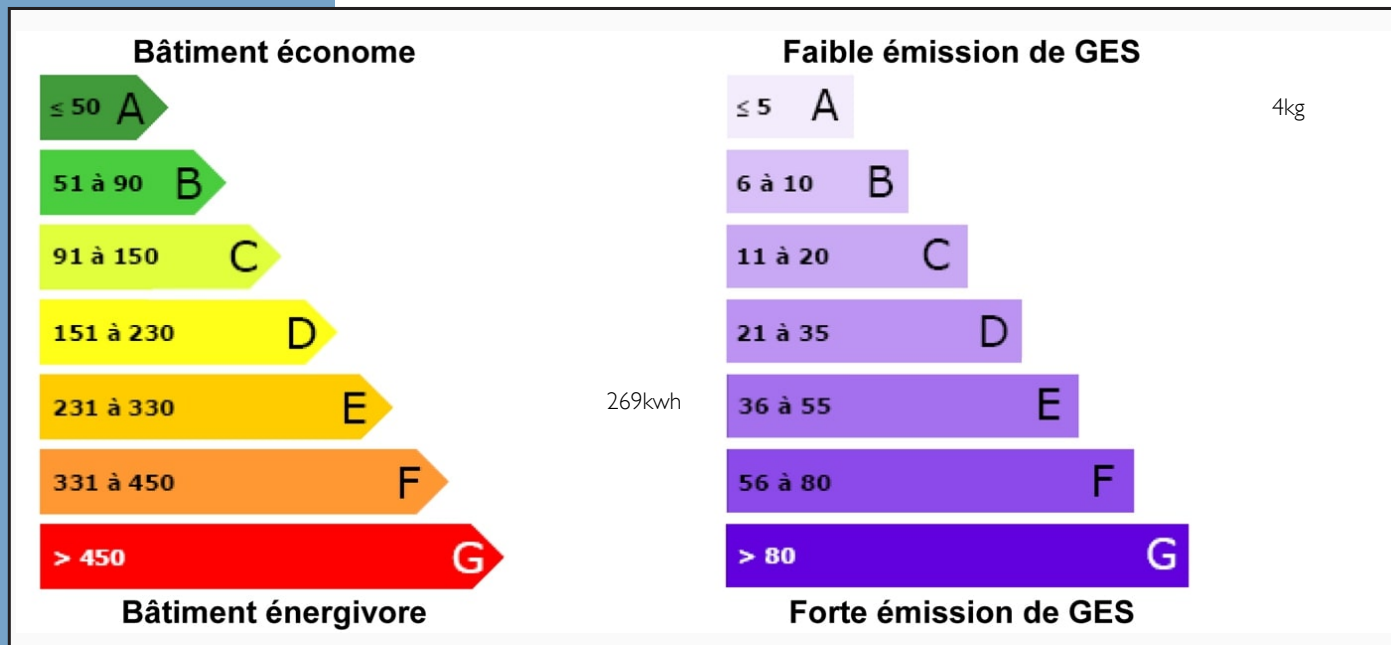 Bâtiment économe
≤ 50 A
51 à 90 B
91 à 150 C
151 à 230 D
231 à 330 E
269kwh
331 à 450 F
> 450 G
Bâtiment énergivore
Faible émission de GES
≤ 5 A
4kg
6 à 10 B
11 à 20 C
21 à 35 D
36 à 55 E
56 à 80 F
> 80 G
Forte émission de GES